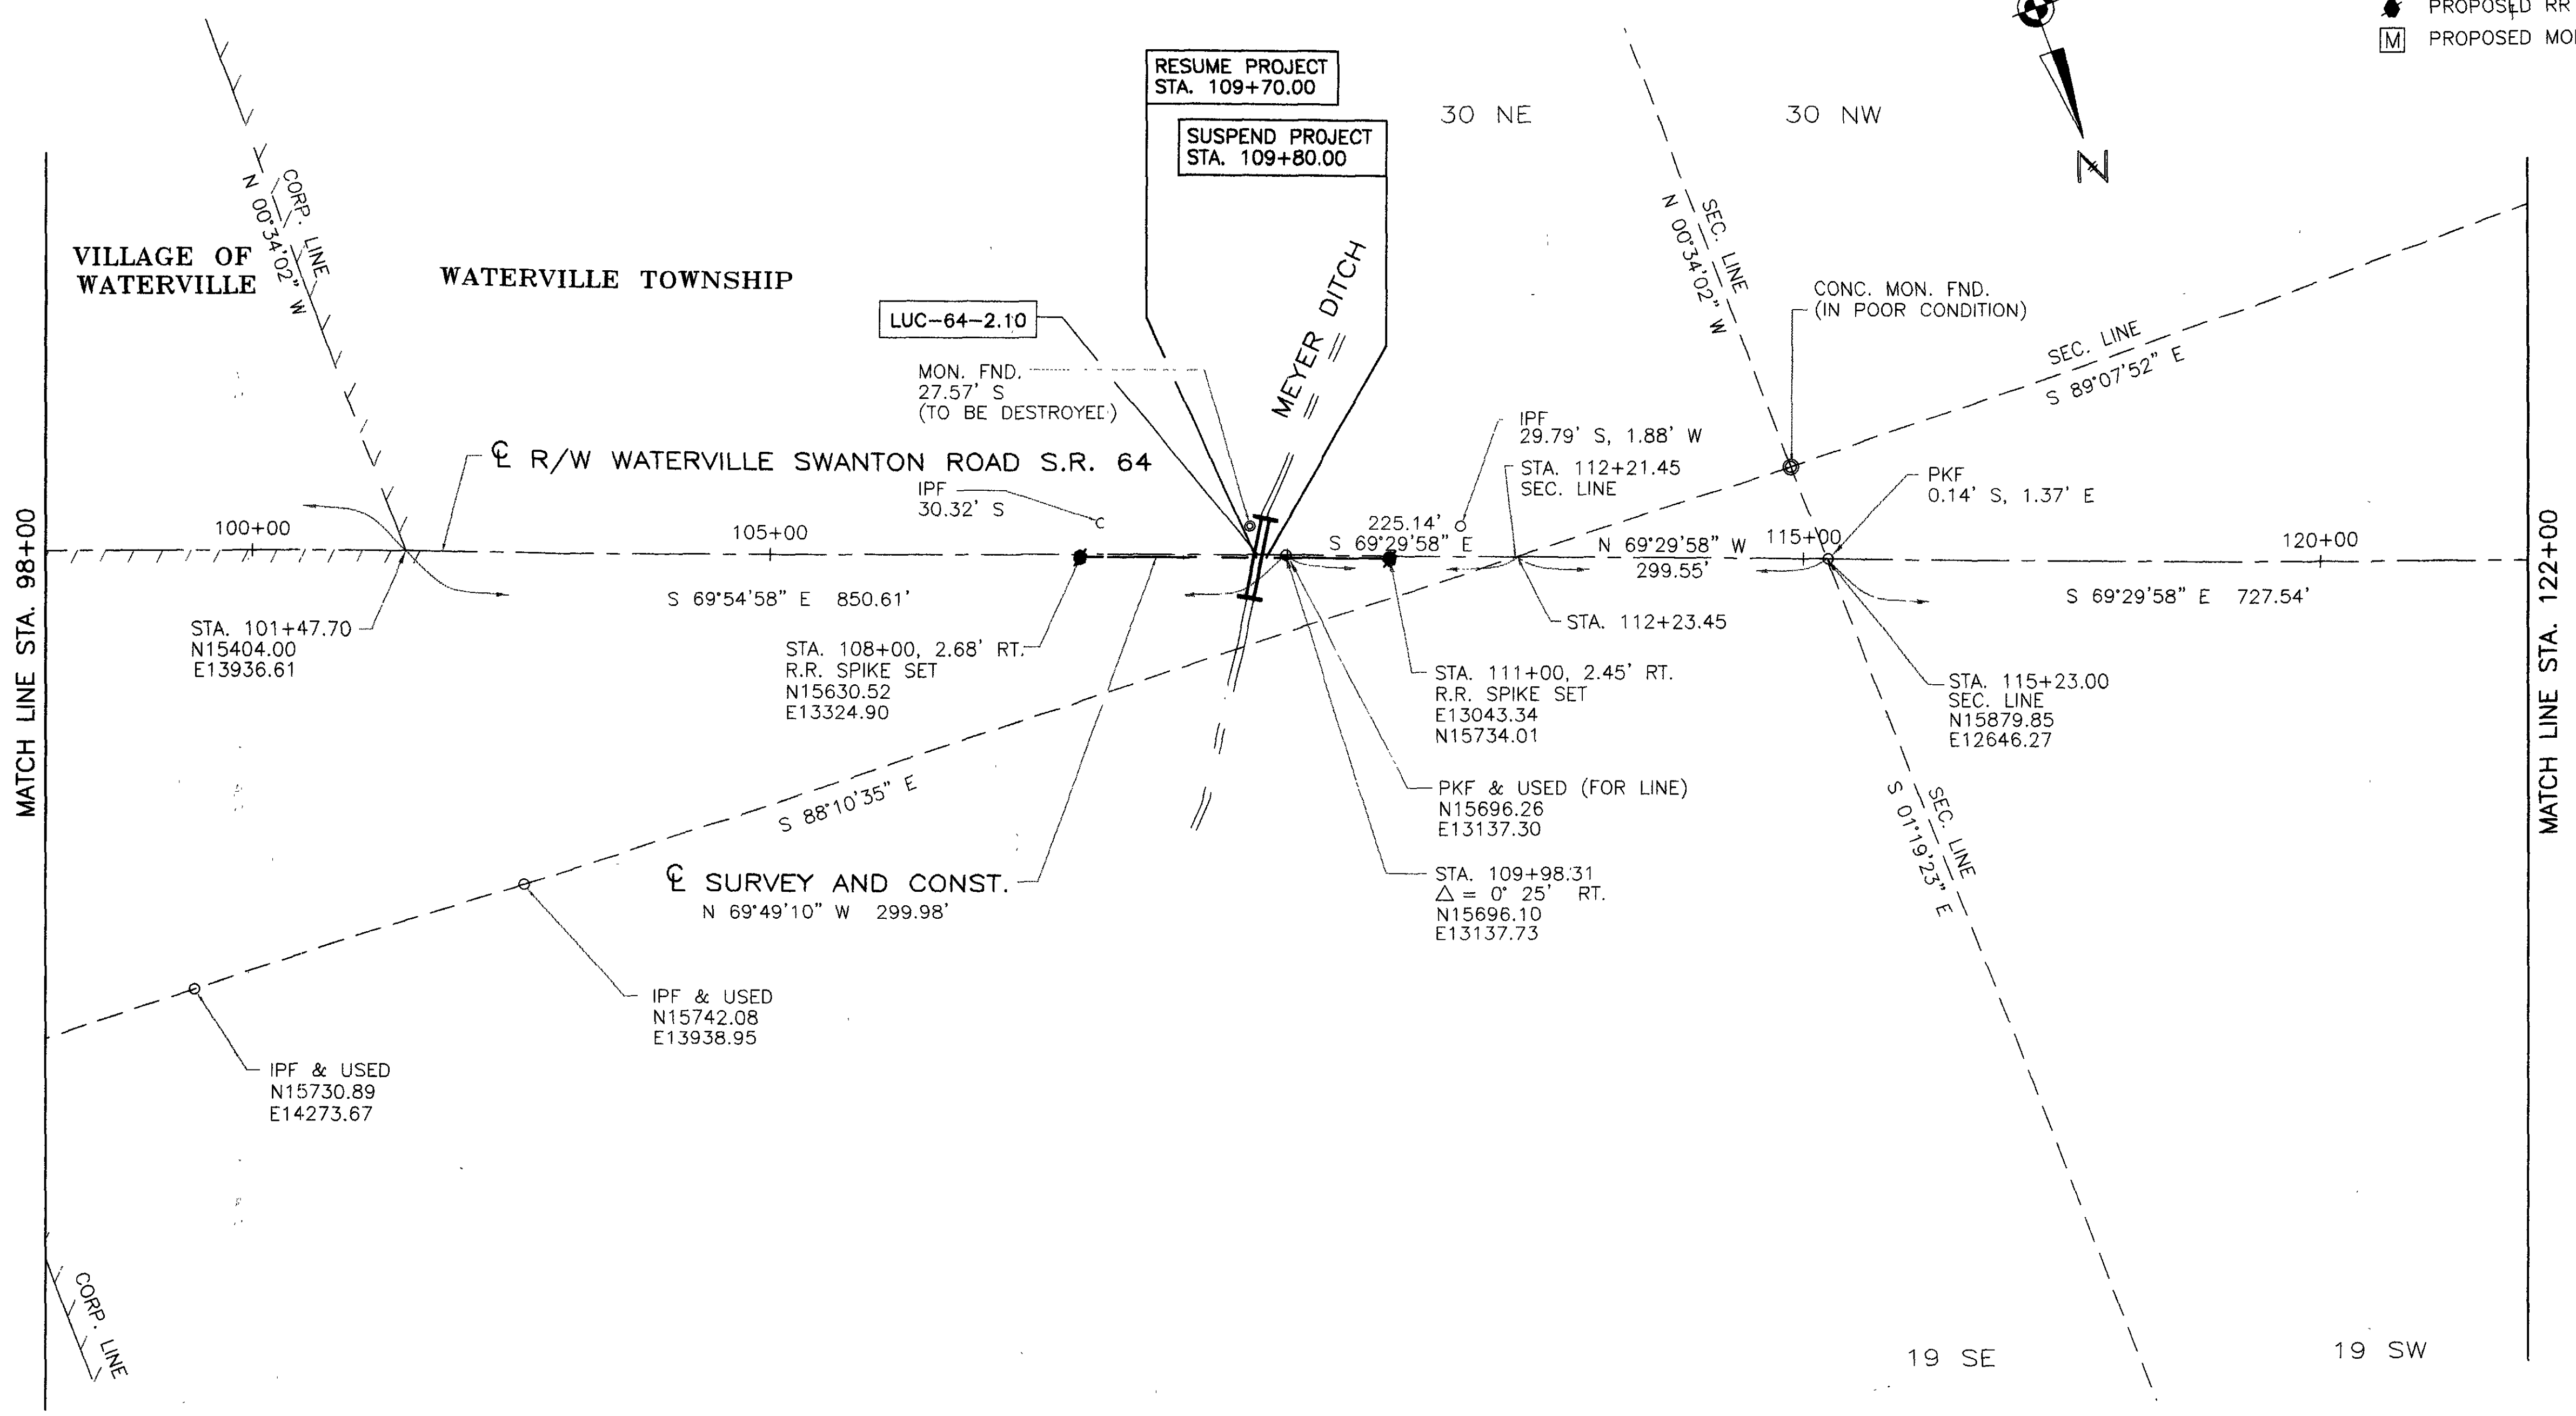 PROPOSED RR
M PROPOSED MO
N
RESUME PROJECT
STA. 109+70.00
SUSPEND PROJECT
STA. 109+80.00
30 NE
30 NW
CORP. LINE
N 00°34'02" W
VILLAGE OF
WATERVILLE
WATERVILLE TOWNSHIP
LUC-64-2.10
MON. FND.
27.57' S
(TO BE DESTROYED)
MEYER DITCH
SEC. LINE
N 00°34'02" W
CONC. MON. FND.
(IN POOR CONDITION)
SEC. LINE
S 89°07'52" E
IPF
29.79' S, 1.88' W
STA. 112+21.45
SEC. LINE
PKF
0.14' S, 1.37' E
℄ R/W WATERVILLE SWANTON ROAD S.R. 64
IPF
30.32' S
100+00
105+00
225.14'
S 69°29'58" E
N 69°29'58" W
299.55'
115+00
120+00
MATCH LINE STA. 98+00
MATCH LINE STA. 122+00
S 69°54'58" E 850.61'
S 69°29'58" E 727.54'
STA. 101+47.70
N15404.00
E13936.61
STA. 108+00, 2.68' RT.
R.R. SPIKE SET
N15630.52
E13324.90
STA. 112+23.45
STA. 111+00, 2.45' RT.
R.R. SPIKE SET
E13043.34
N15734.01
STA. 115+23.00
SEC. LINE
N15879.85
E12646.27
PKF & USED (FOR LINE)
N15696.26
E13137.30
S 88°10'35" E
SEC. LINE
S 01°19'23" E
℄ SURVEY AND CONST.
N 69°49'10" W 299.98'
STA. 109+98.31
△ = 0° 25' RT.
N15696.10
E13137.73
IPF & USED
N15742.08
E13938.95
IPF & USED
N15730.89
E14273.67
CORP. LINE
19 SE
19 SW